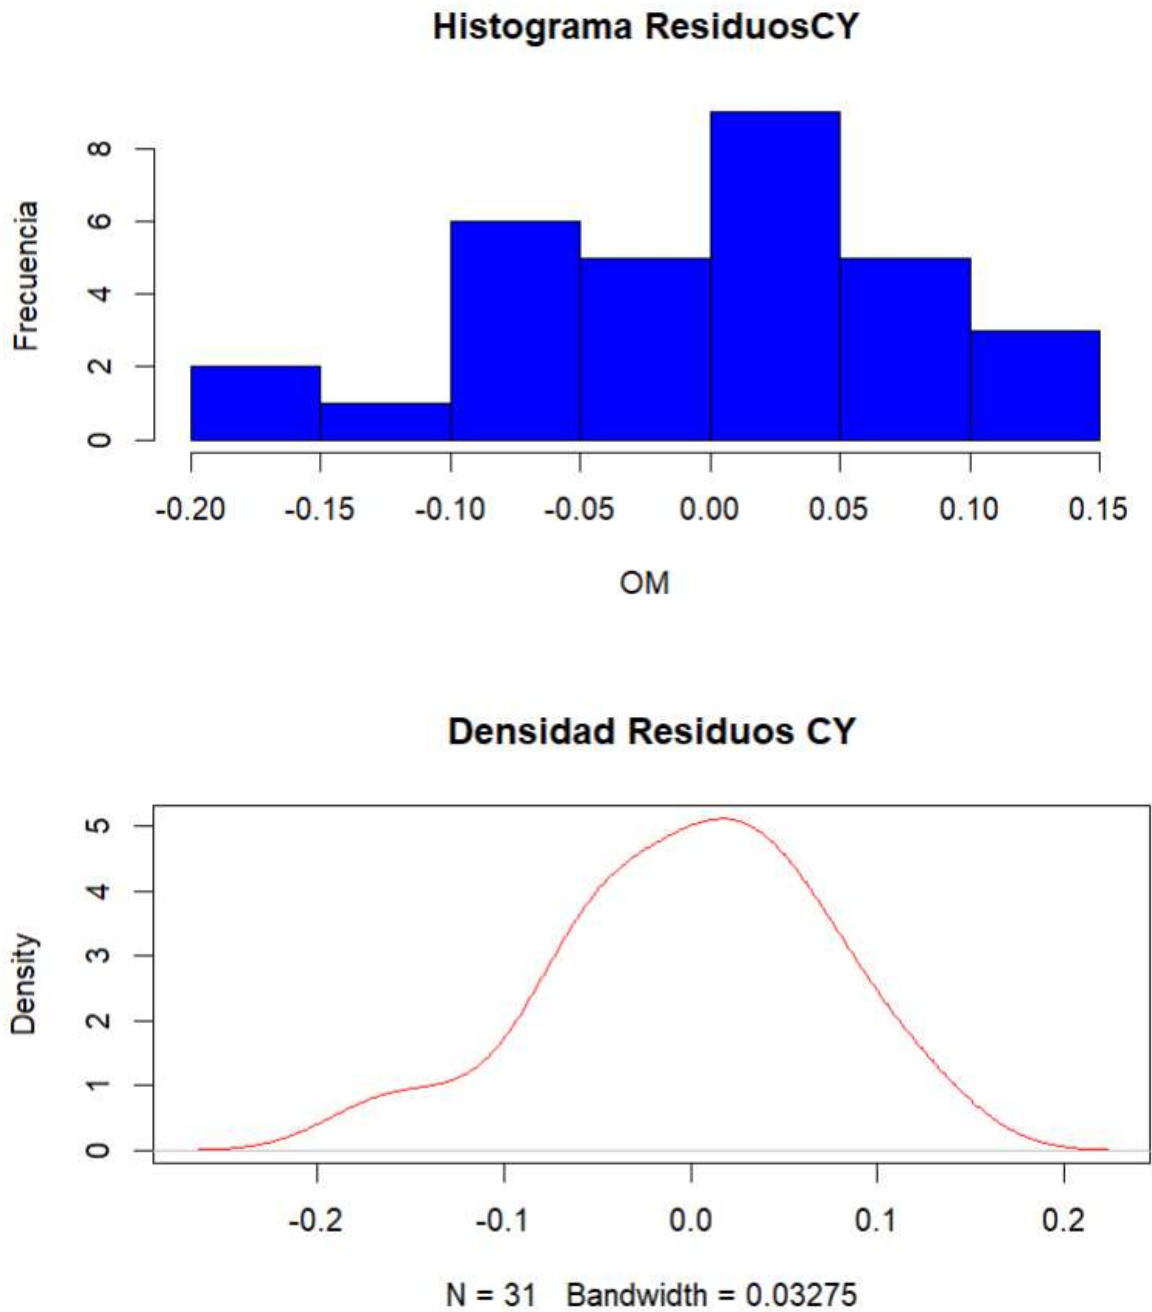 Histograma ResiduosCY
Frecuencia
8
6
4
2
0
-0.20 -0.15 -0.10 -0.05 0.00 0.05 0.10 0.15
OM
Densidad Residuos CY
Density
5
4
3
2
1
0
-0.2 -0.1 0.0 0.1 0.2
N = 31 Bandwidth = 0.03275